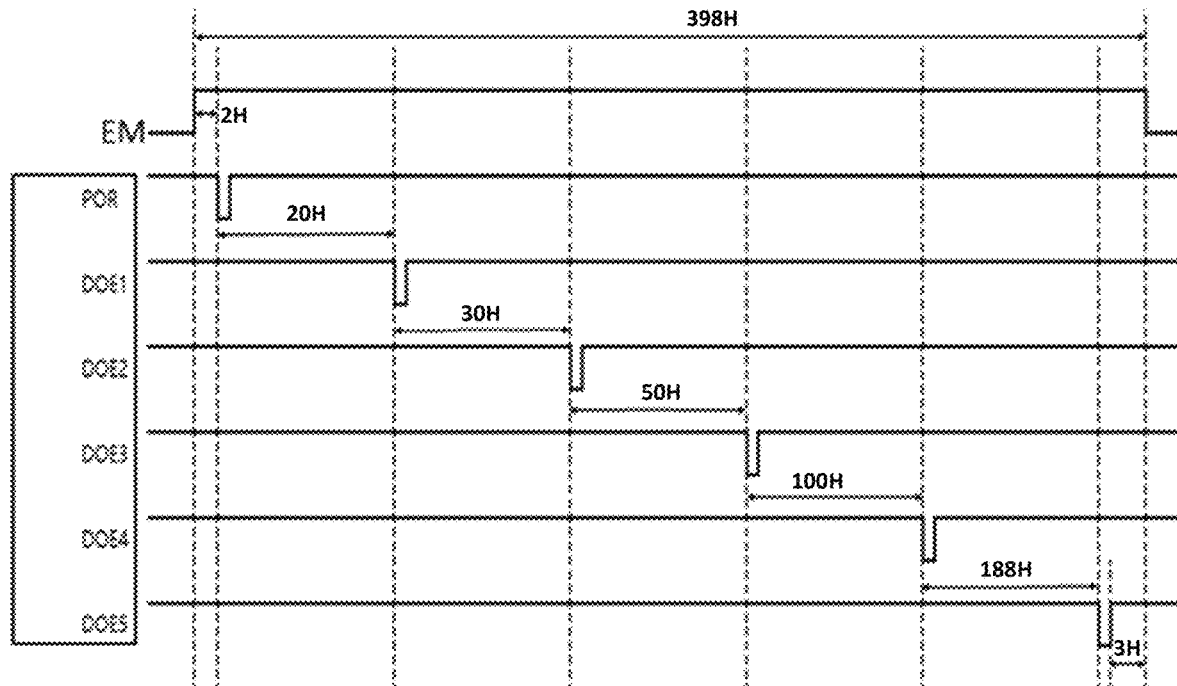 398H
2H
EM
POR
20H
DOE1
30H
DOE2
50H
DOE3
100H
DOE4
188H
DOE5
3H